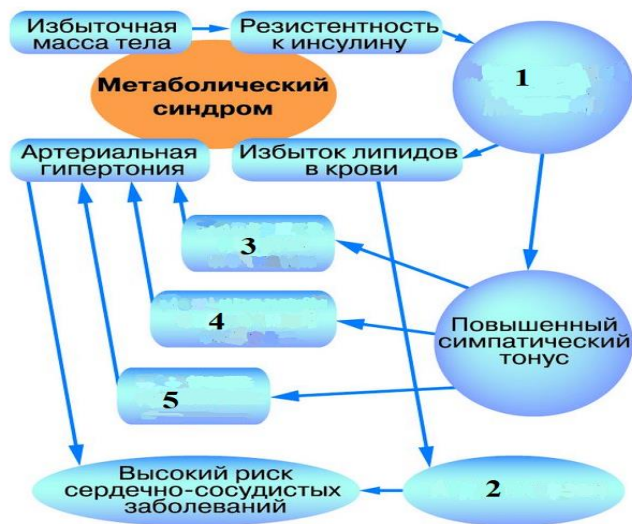 Избыточная
масса тела
Резистентность
к инсулину
1
Метаболический
синдром
Артериальная
гипертония
Избыток липидов
в крови
3
4
5
Повышенный
симпатический
тонус
Высокий риск
сердечно-сосудистых
заболеваний
2